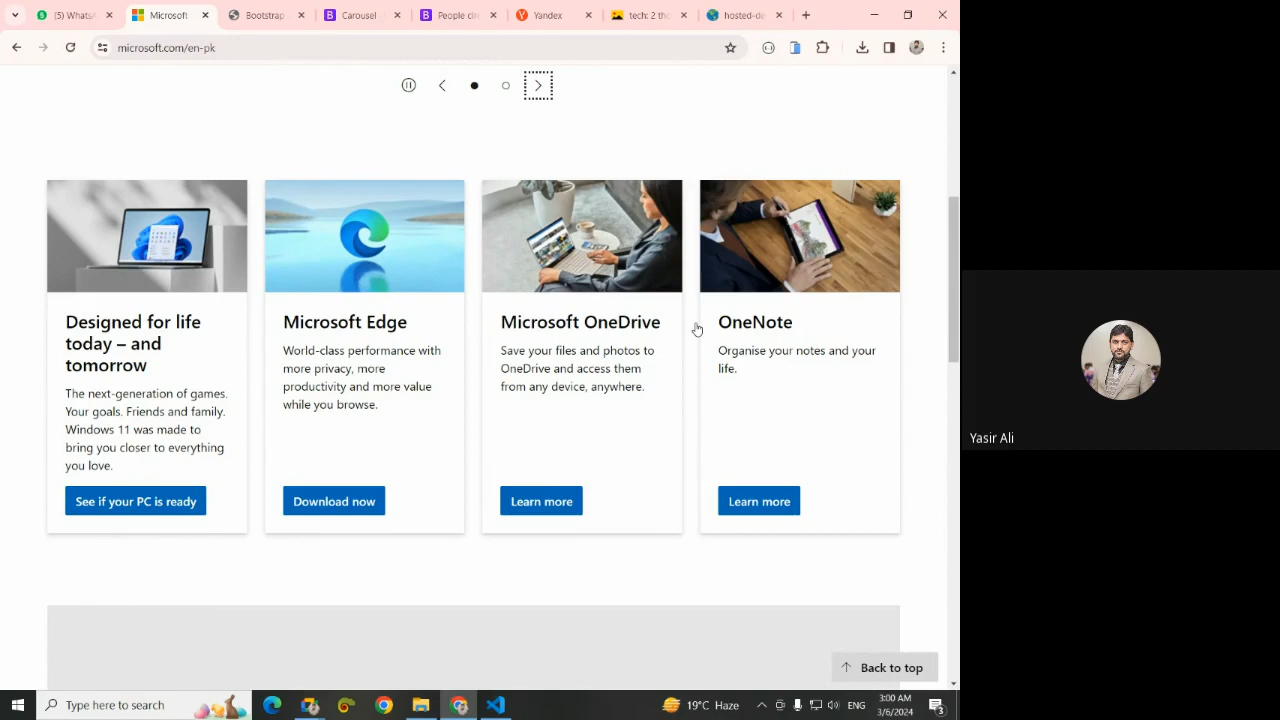 (5) WhatsA
Microsoft
Bootstrap
Carousel
People cir
Yandex
tech: 2 tho
hosted-de
microsoft.com/en-pk
Designed for life
today – and
tomorrow
The next-generation of games.
Your goals. Friends and family.
Windows 11 was made to
bring you closer to everything
you love.
See if your PC is ready
Microsoft Edge
World-class performance with
more privacy, more
productivity and more value
while you browse.
Download now
Microsoft OneDrive
Save your files and photos to
OneDrive and access them
from any device, anywhere.
Learn more
OneNote
Organise your notes and your
life.
Learn more
Back to top
Yasir Ali
Type here to search
19°C Haze
ENG
3:00 AM
3/6/2024
3